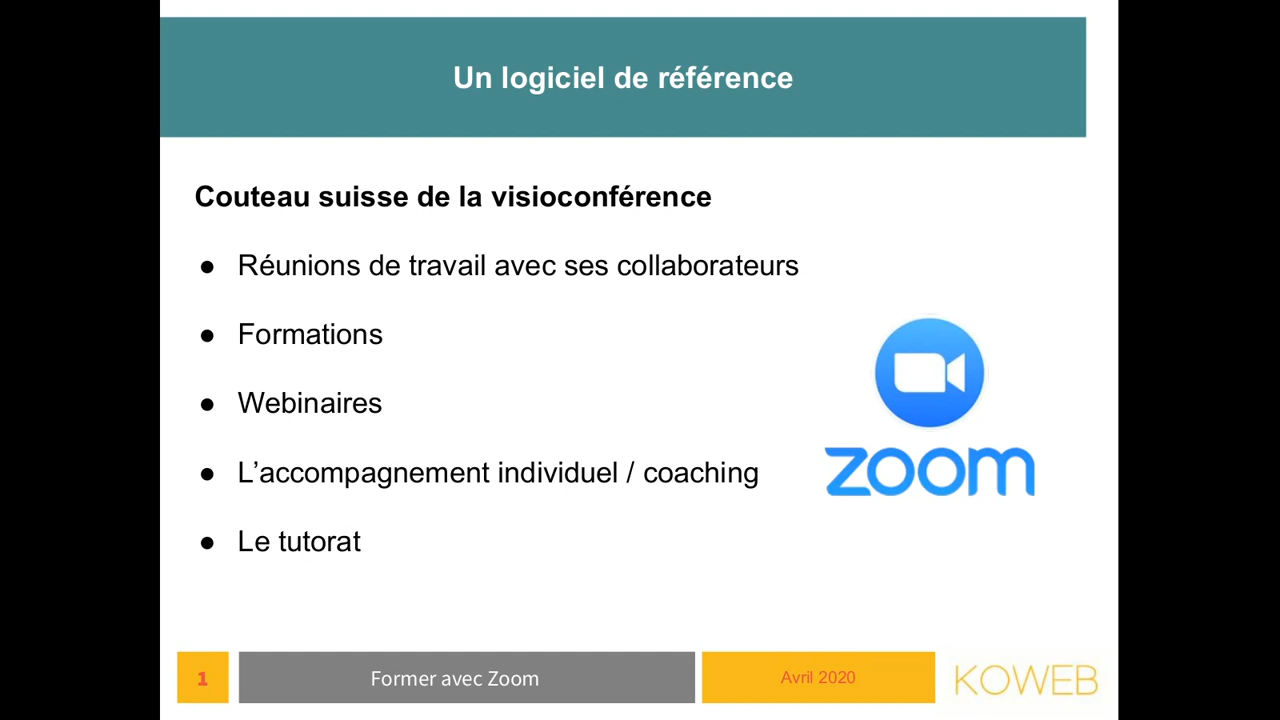 Un logiciel de référence
Couteau suisse de la visioconférence
● Réunions de travail avec ses collaborateurs
● Formations
● Webinaires
● L’accompagnement individuel / coaching
● Le tutorat
zoom
1
Former avec Zoom
Avril 2020
KOWEB